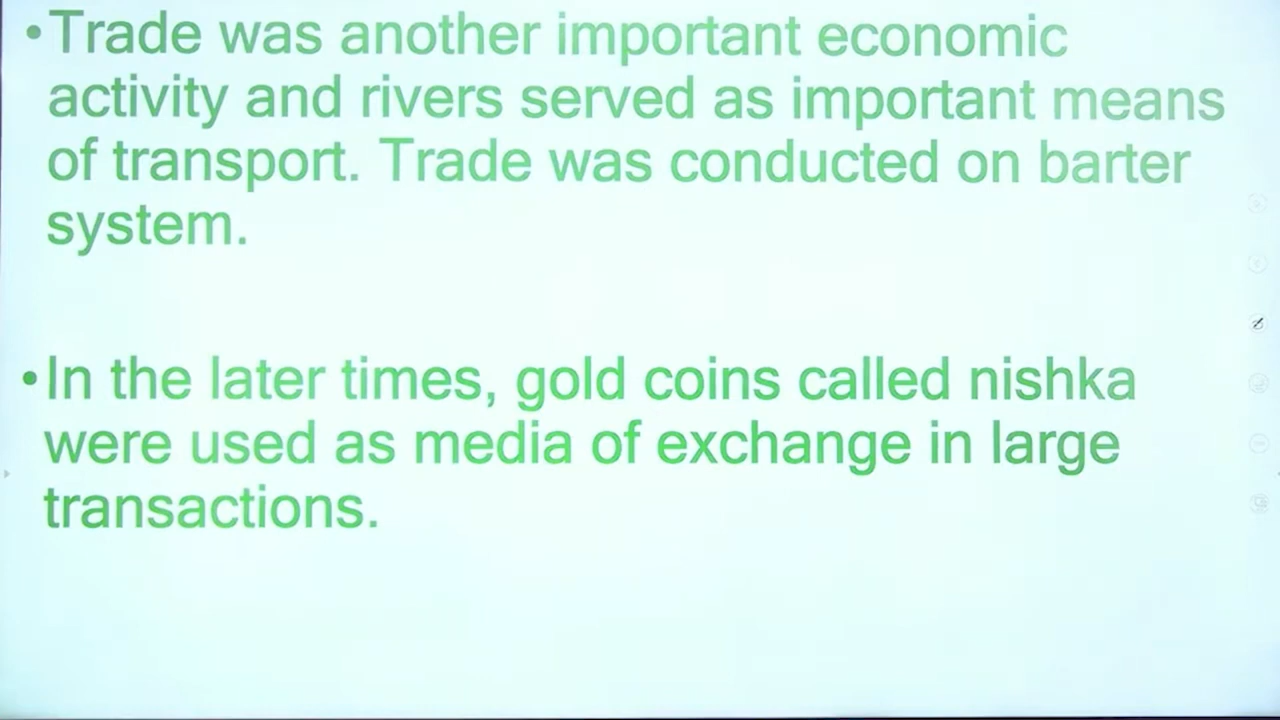 •Trade was another important economic
activity and rivers served as important means
of transport. Trade was conducted on barter
system.
•In the later times, gold coins called nishka
were used as media of exchange in large
transactions.